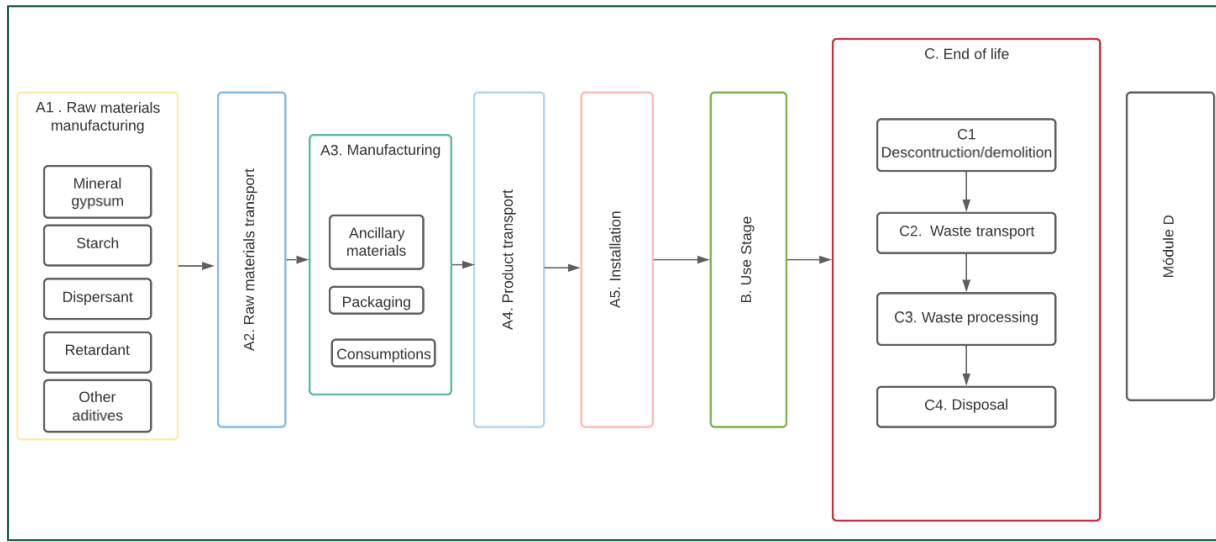 A1 . Raw materials
manufacturing
Mineral
gypsum
Starch
Dispersant
Retardant
Other
aditives
A2. Raw materials transport
A3. Manufacturing
Ancillary
materials
Packaging
Consumptions
A4. Product transport
A5. Installation
B. Use Stage
C. End of life
C1
Descontruction/demolition
C2.  Waste transport
C3. Waste processing
C4. Disposal
Módule D